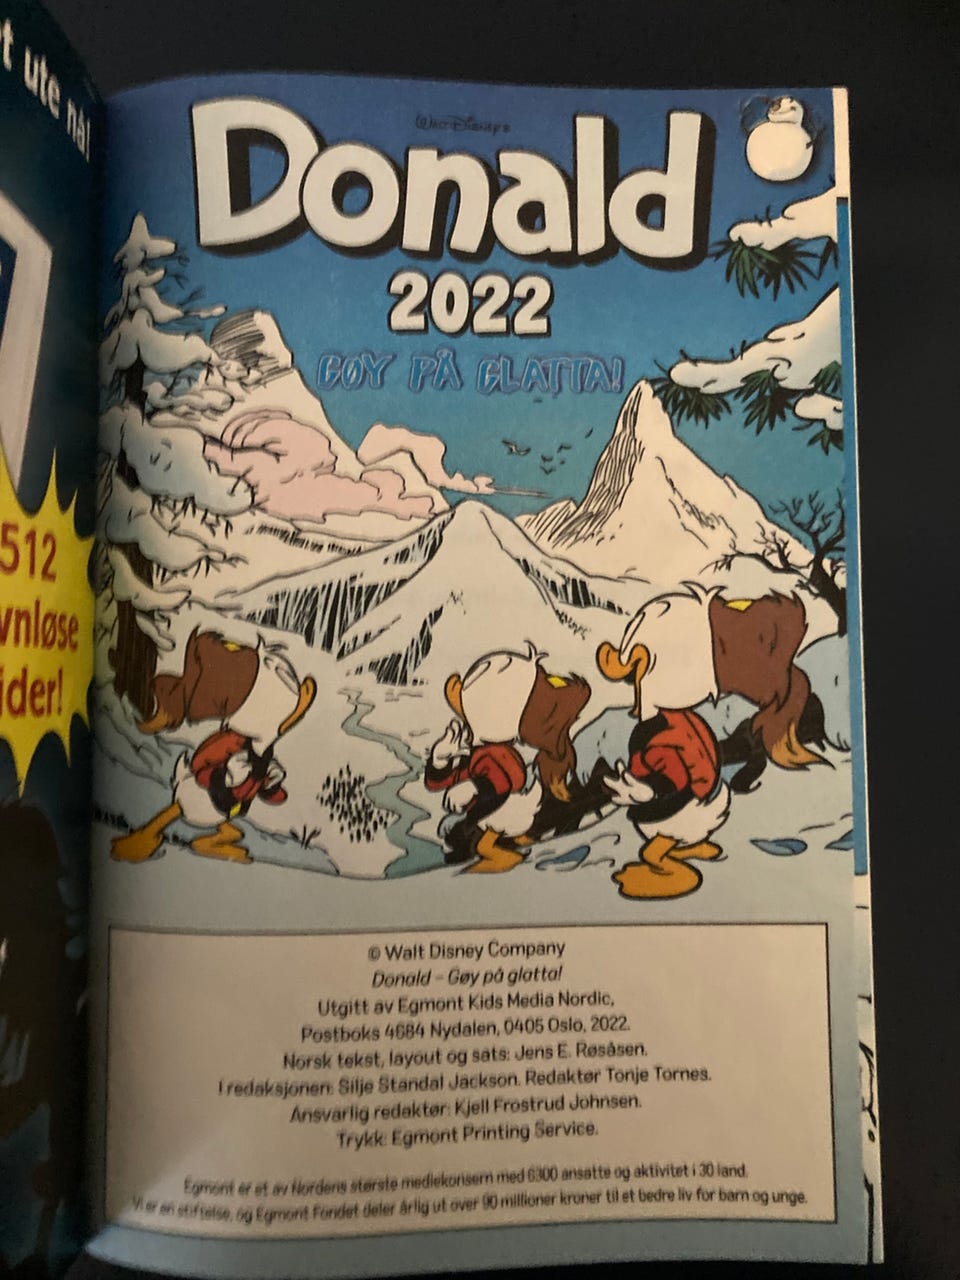 ute nå!
512
ider!
WALT DISNEY'S
Donald
2022
GØY PÅ GLATTA!
© Walt Disney Company
Donald – Gøy på glatta!
Utgitt av Egmont Kids Media Nordic,
Postboks 4684 Nydalen, 0405 Oslo, 2022.
Norsk tekst, layout og sats: Jens E. Røsåsen.
I redaksjonen: Silje Standal Jackson. Redaktør Tonje Tornes.
Ansvarlig redaktør: Kjell Frostrud Johnsen.
Trykk: Egmont Printing Service.
Egmont er et av Nordens største mediekonsern med 6300 ansatte og aktivitet i 30 land.
Vi er en stiftelse, og Egmont Fondet deler årlig ut over 90 millioner kroner til et bedre liv for barn og unge.